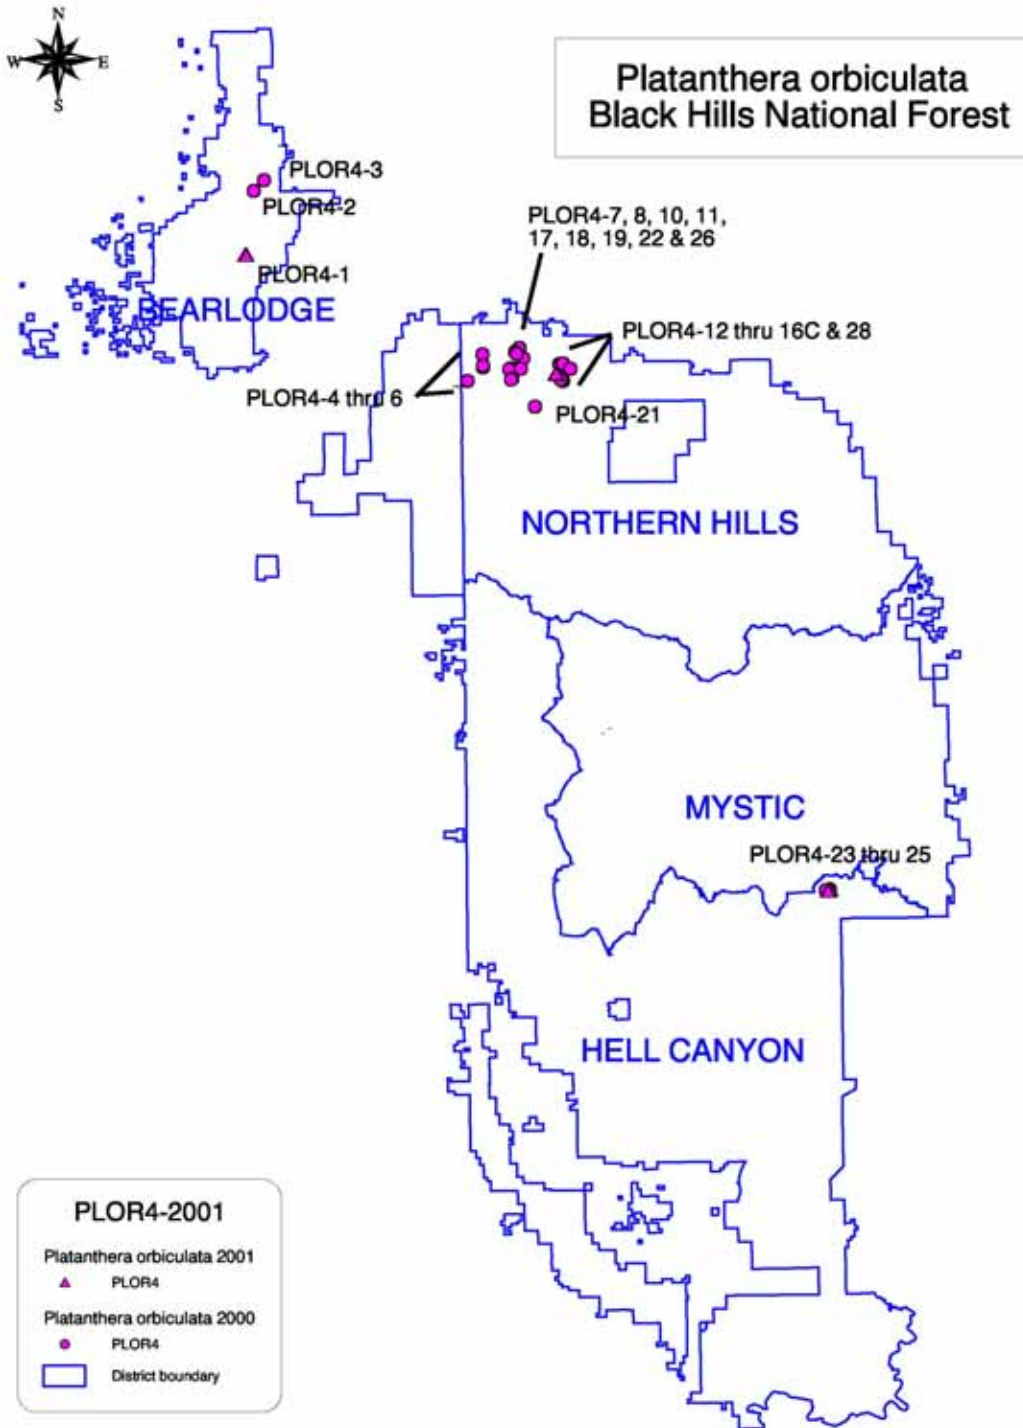 N
W E
S
Platanthera orbiculata
Black Hills National Forest
PLOR4-3
PLOR4-2
PLOR4-1
BEARLODGE
PLOR4-7, 8, 10, 11,
17, 18, 19, 22 & 26
PLOR4-12 thru 16C & 28
PLOR4-4 thru 6
PLOR4-21
NORTHERN HILLS
MYSTIC
PLOR4-23 thru 25
HELL CANYON
PLOR4-2001
Platanthera orbiculata 2001
PLOR4
Platanthera orbiculata 2000
PLOR4
District boundary